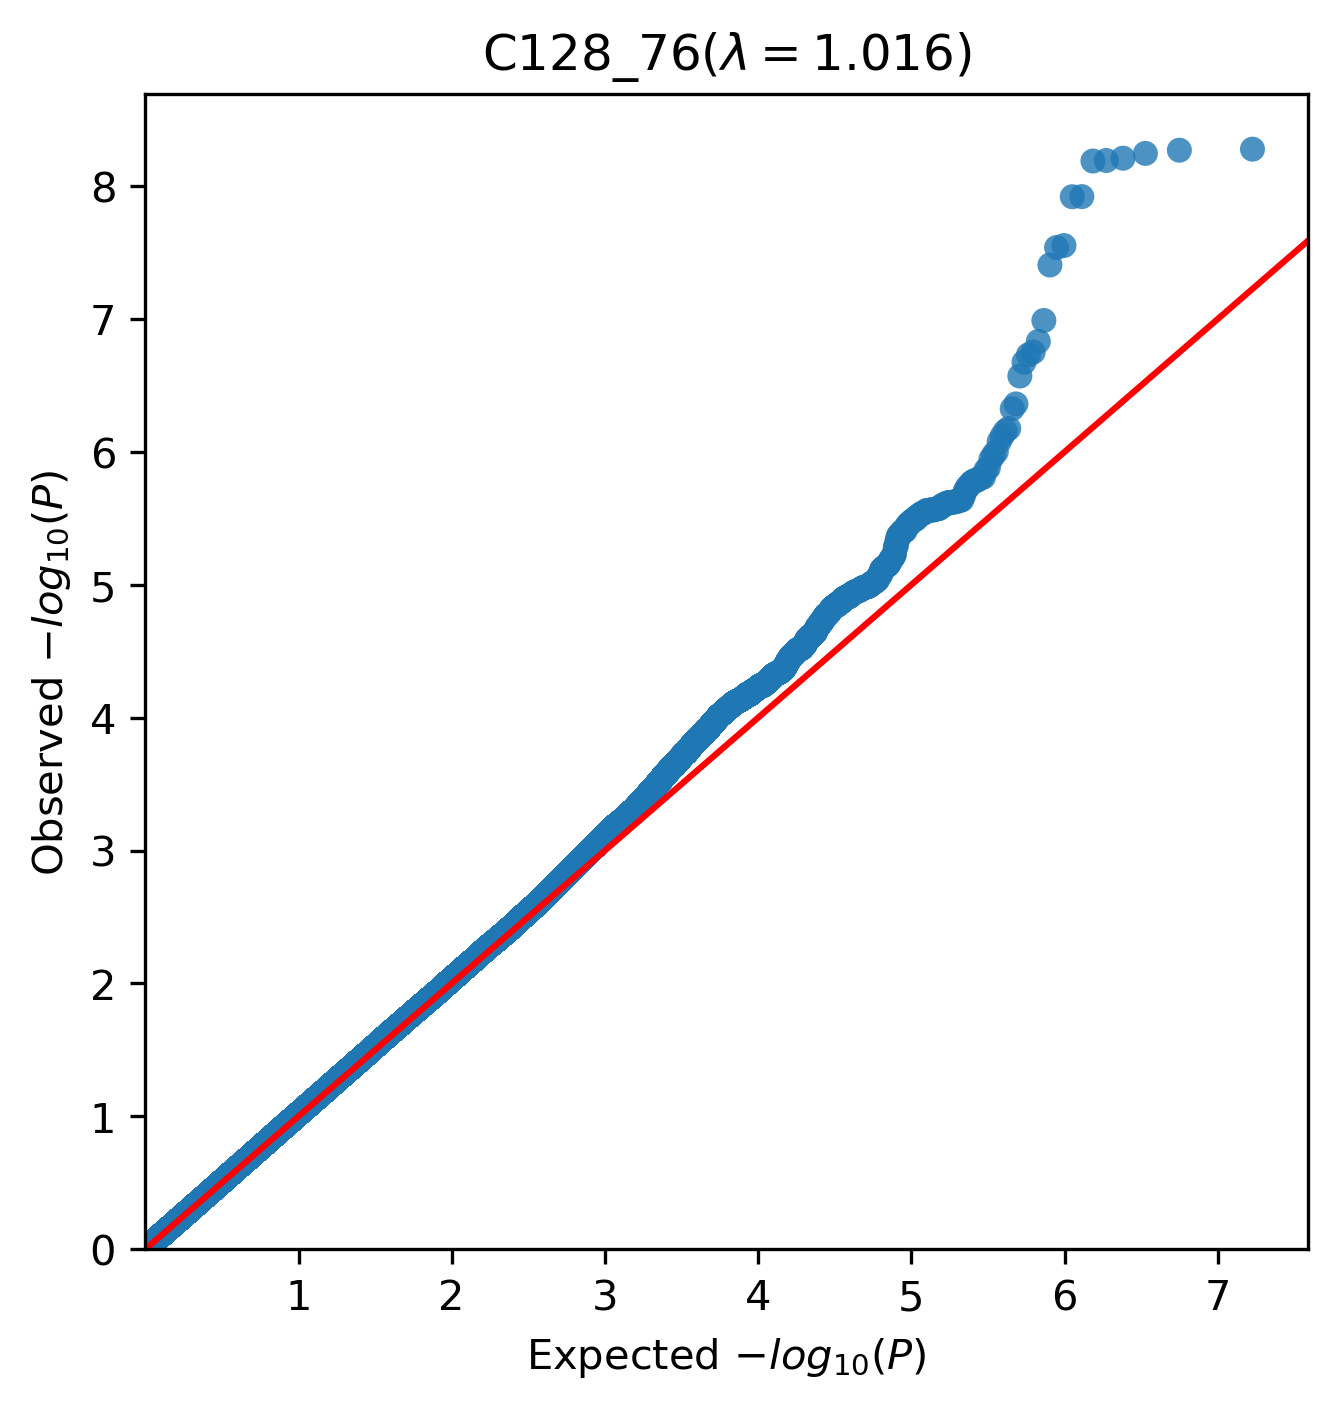 C128_76(λ = 1.016)
Observed −log₁₀(P)
8
7
6
5
4
3
2
1
0
1 2 3 4 5 6 7
Expected −log₁₀(P)